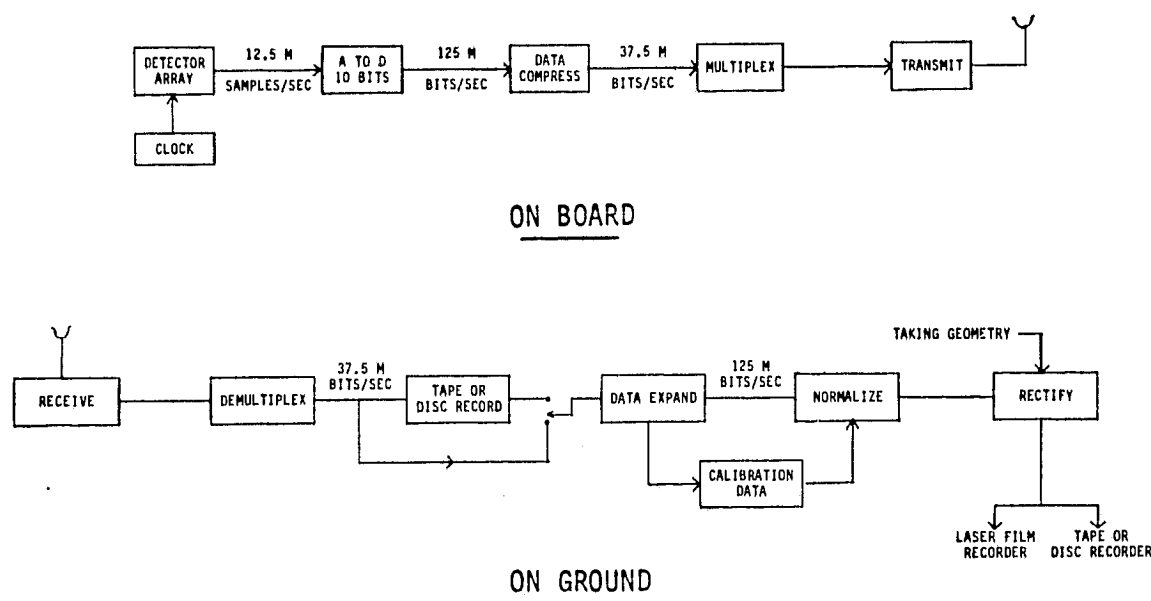 DETECTOR
ARRAY
12.5 M
SAMPLES/SEC
A TO D
10 BITS
125 M
BITS/SEC
DATA
COMPRESS
37.5 M
BITS/SEC
MULTIPLEX
TRANSMIT
CLOCK
ON BOARD
RECEIVE
DEMULTIPLEX
37.5 M
BITS/SEC
TAPE OR
DISC RECORD
DATA EXPAND
125 M
BITS/SEC
NORMALIZE
TAKING GEOMETRY
RECTIFY
CALIBRATION
DATA
LASER FILM
RECORDER
TAPE OR
DISC RECORDER
ON GROUND